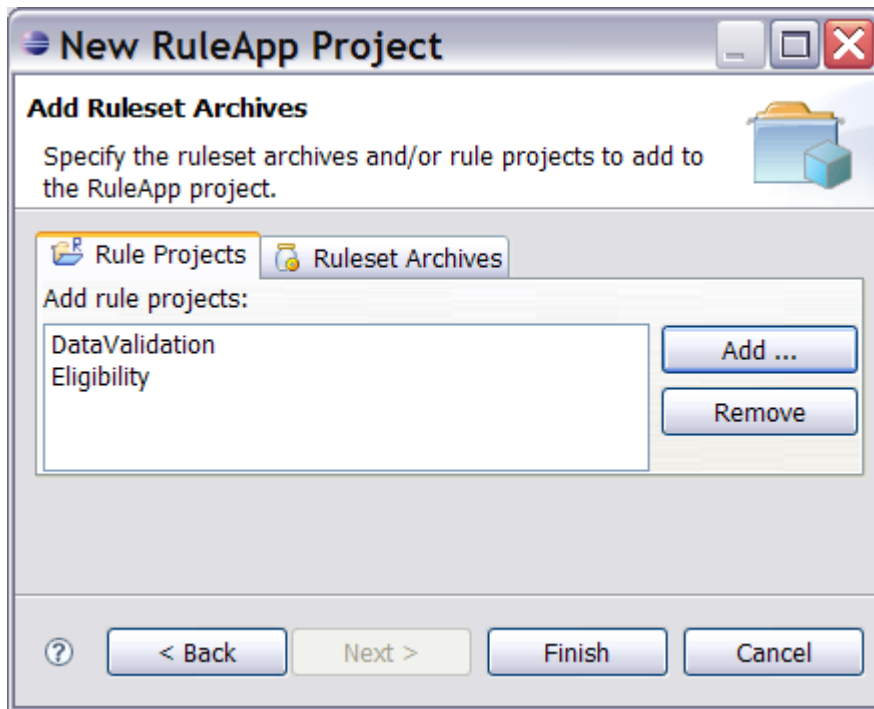 New RuleApp Project
Add Ruleset Archives
Specify the ruleset archives and/or rule projects to add to
the RuleApp project.
Rule Projects
Ruleset Archives
Add rule projects:
DataValidation
Eligibility
Add ...
Remove
?
< Back
Next >
Finish
Cancel